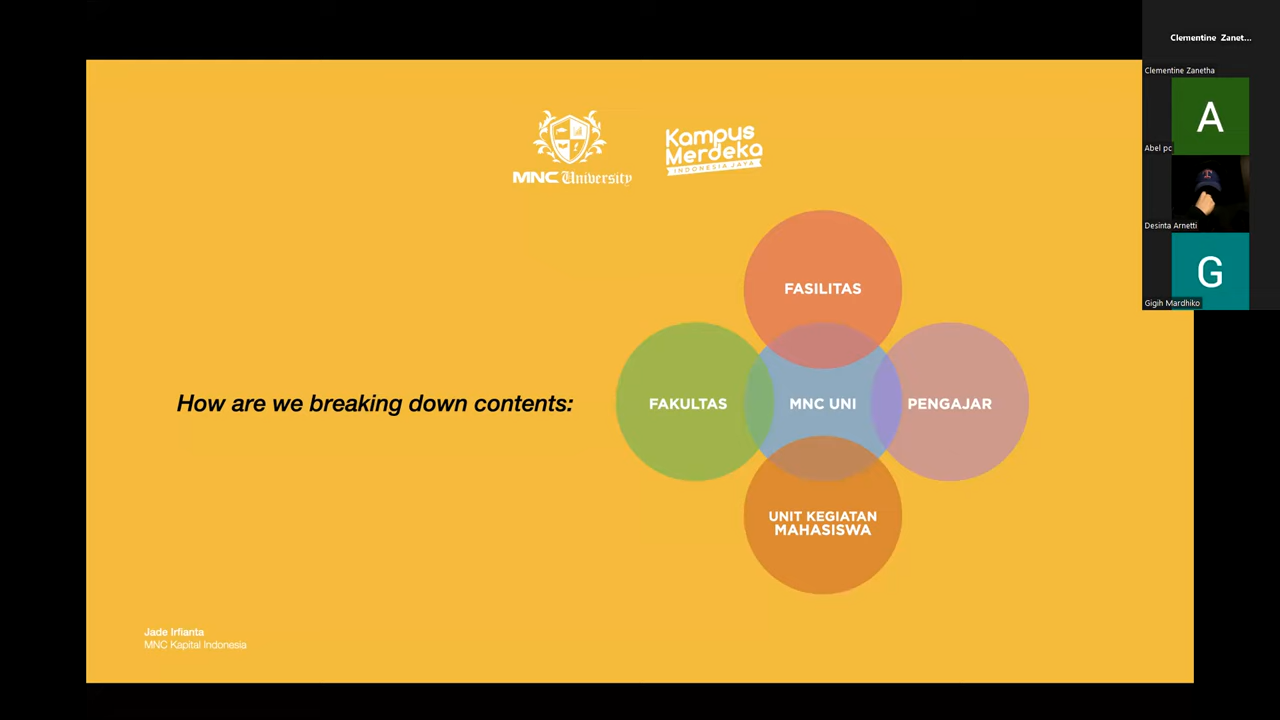 MNC University
Kampus
Merdeka
INDONESIA JAYA
FASILITAS
How are we breaking down contents:
FAKULTAS
MNC UNI
PENGAJAR
UNIT KEGIATAN
MAHASISWA
Jade Irfianta
MNC Kapital Indonesia
Clementine Zanet...
Clementine Zanetha
A
Abel pc
T
Desinta Arnetti
G
Gigih Mardhiko